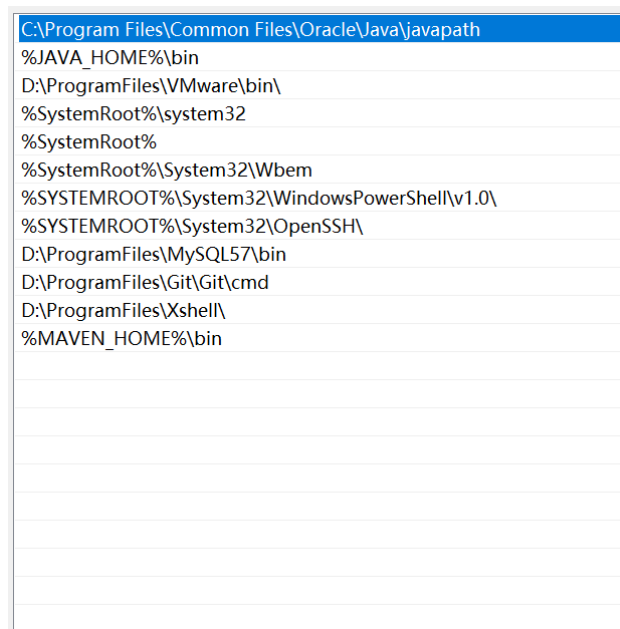 C:\Program Files\Common Files\Oracle\Java\javapath
%JAVA_HOME%\bin
D:\ProgramFiles\VMware\bin\
%SystemRoot%\system32
%SystemRoot%
%SystemRoot%\System32\Wbem
%SYSTEMROOT%\System32\WindowsPowerShell\v1.0\
%SYSTEMROOT%\System32\OpenSSH\
D:\ProgramFiles\MySQL57\bin
D:\ProgramFiles\Git\Git\cmd
D:\ProgramFiles\Xshell\
%MAVEN_HOME%\bin